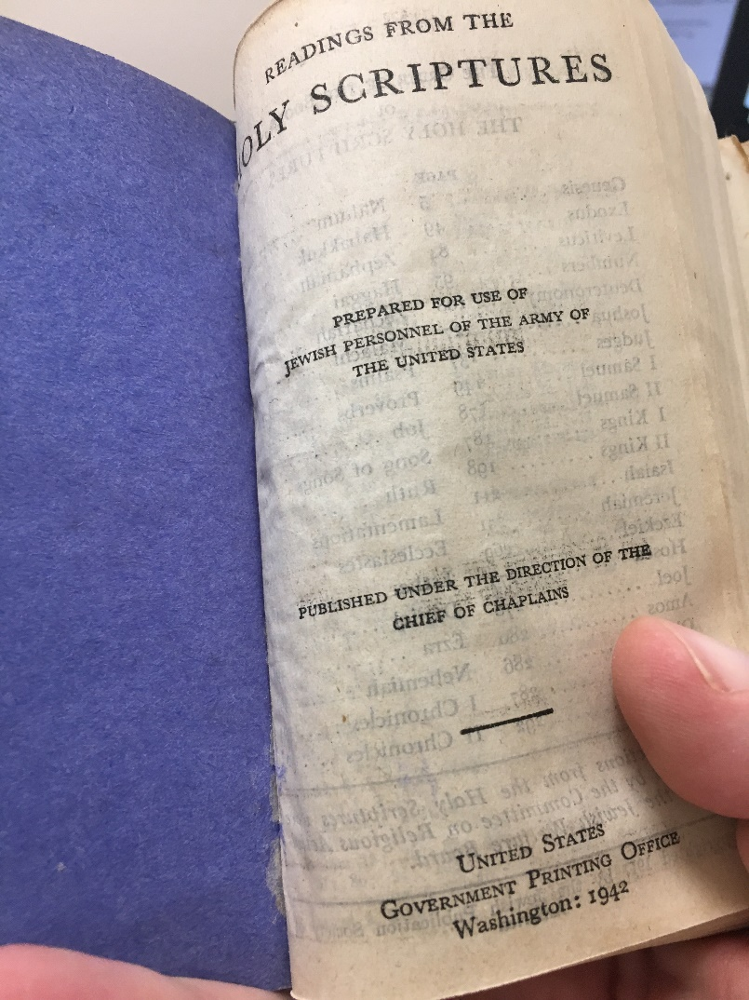 READINGS FROM THE
HOLY SCRIPTURES
PREPARED FOR USE OF
JEWISH PERSONNEL OF THE ARMY OF
THE UNITED STATES
PUBLISHED UNDER THE DIRECTION OF THE
CHIEF OF CHAPLAINS
UNITED STATES
GOVERNMENT PRINTING OFFICE
Washington: 1942